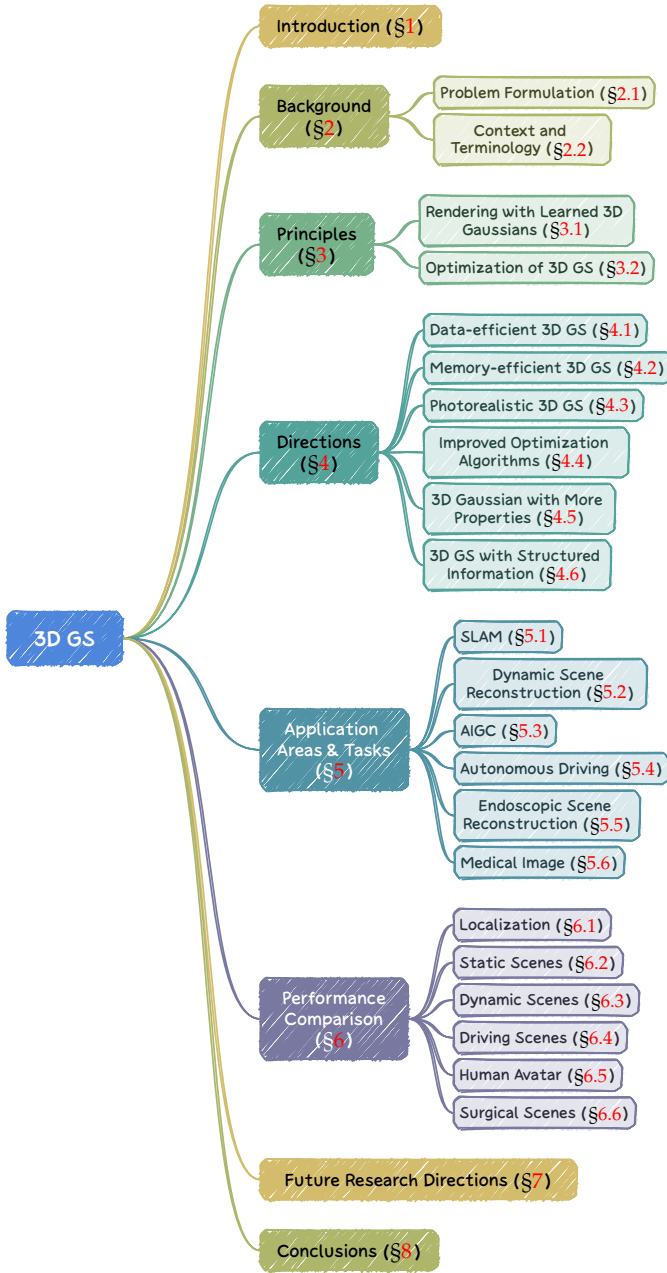 Introduction (§1)
Background
(§2)
Problem Formulation (§2.1)
Context and
Terminology (§2.2)
Principles
(§3)
Rendering with Learned 3D
Gaussians (§3.1)
Optimization of 3D GS (§3.2)
Directions
(§4)
Data-efficient 3D GS (§4.1)
Memory-efficient 3D GS (§4.2)
Photorealistic 3D GS (§4.3)
Improved Optimization
Algorithms (§4.4)
3D Gaussian with More
Properties (§4.5)
3D GS with Structured
Information (§4.6)
3D GS
Application
Areas & Tasks
(§5)
SLAM (§5.1)
Dynamic Scene
Reconstruction (§5.2)
AIGC (§5.3)
Autonomous Driving (§5.4)
Endoscopic Scene
Reconstruction (§5.5)
Medical Image (§5.6)
Performance
Comparison
(§6)
Localization (§6.1)
Static Scenes (§6.2)
Dynamic Scenes (§6.3)
Driving Scenes (§6.4)
Human Avatar (§6.5)
Surgical Scenes (§6.6)
Future Research Directions (§7)
Conclusions (§8)